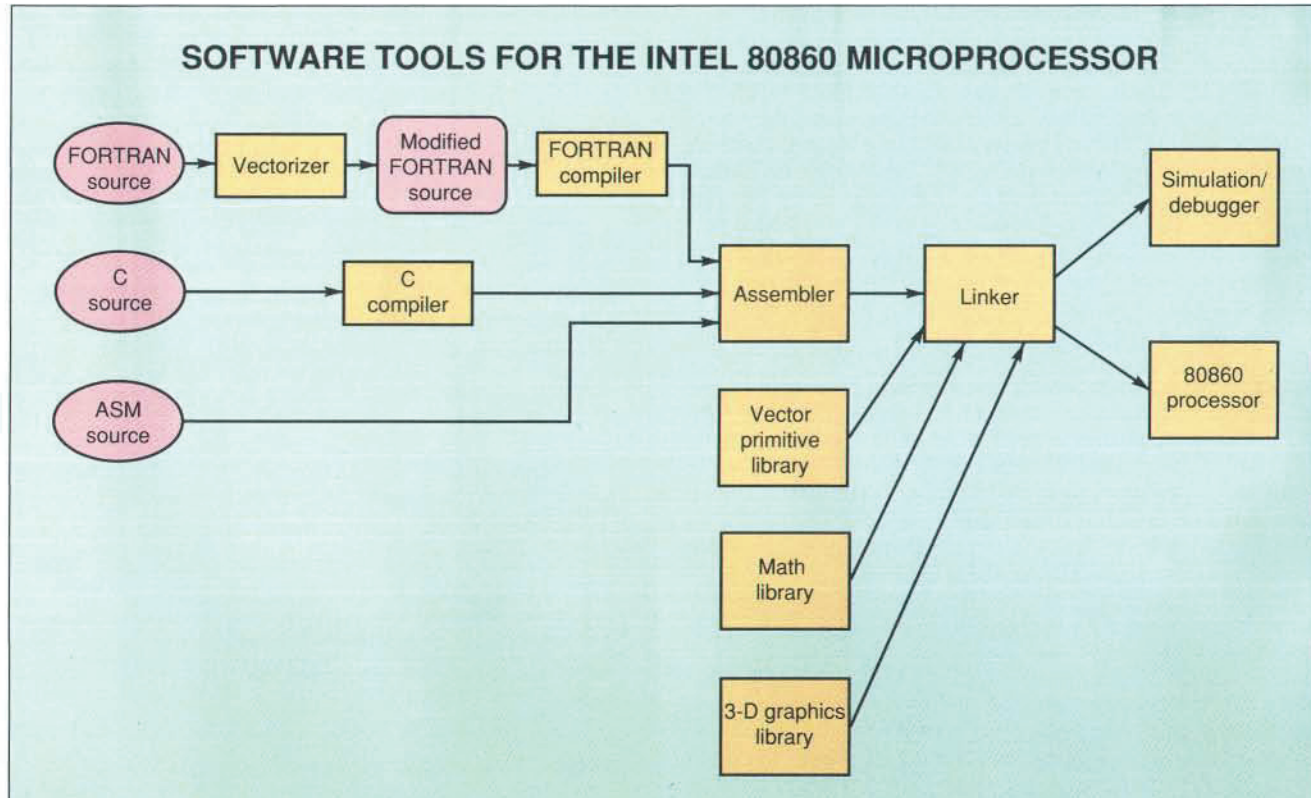 SOFTWARE TOOLS FOR THE INTEL 80860 MICROPROCESSOR
FORTRAN
source
Vectorizer
Modified
FORTRAN
source
FORTRAN
compiler
Simulation/
debugger
C
source
C
compiler
Assembler
Linker
ASM
source
Vector
primitive
library
80860
processor
Math
library
3-D graphics
library